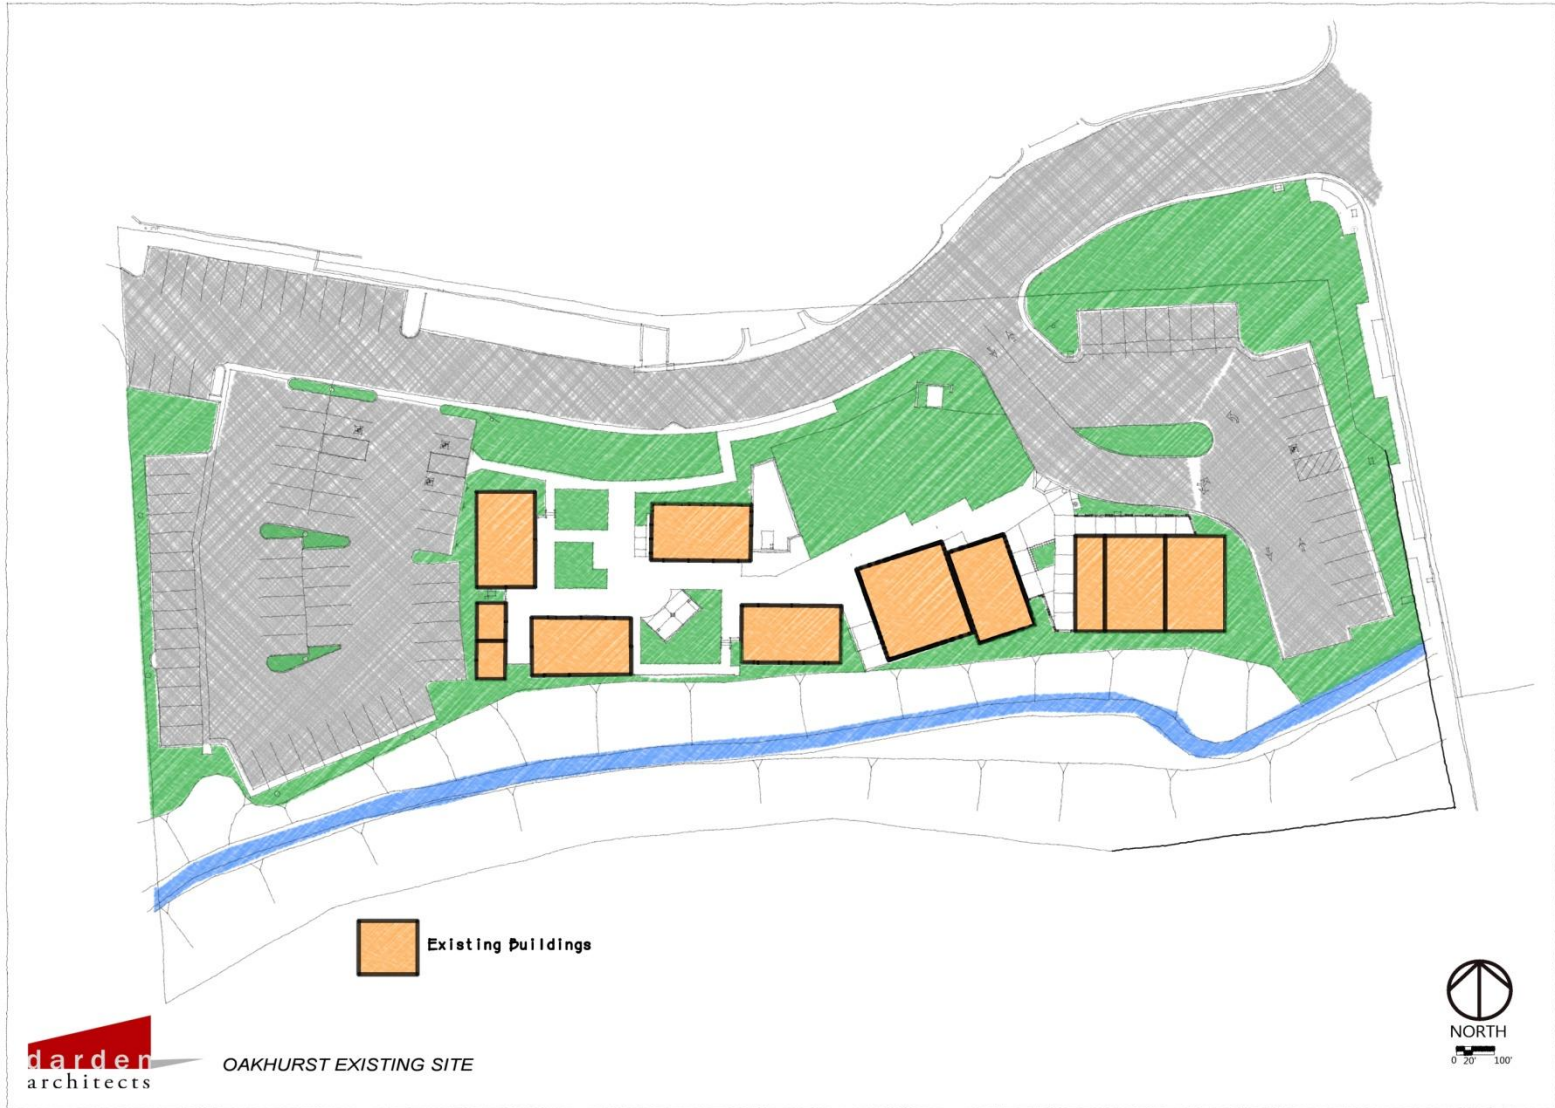 Existing Buildings
darden
architects
OAKHURST EXISTING SITE
NORTH
0 20' 100'